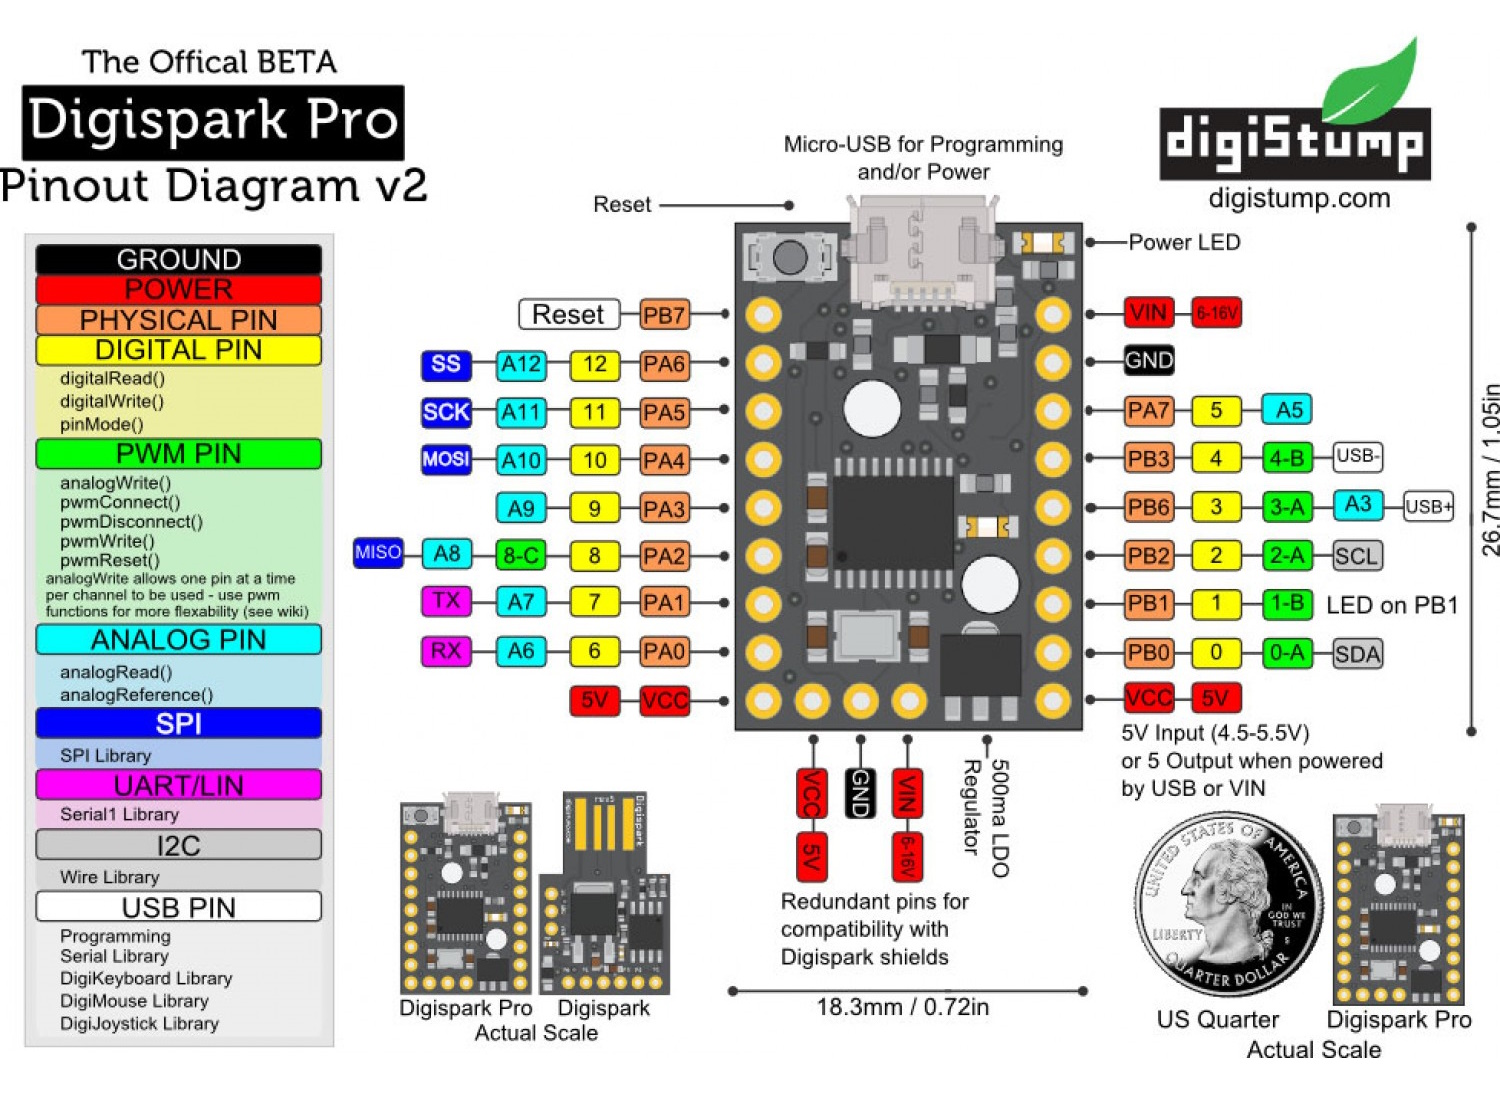 The Offical BETA
Digispark Pro
Pinout Diagram v2
digiStump
digistump.com
GROUND
POWER
PHYSICAL PIN
DIGITAL PIN
digitalRead()
digitalWrite()
pinMode()
PWM PIN
analogWrite()
pwmConnect()
pwmDisconnect()
pwmWrite()
pwmReset()
analogWrite allows one pin at a time
per channel to be used - use pwm
functions for more flexability (see wiki)
ANALOG PIN
analogRead()
analogReference()
SPI
SPI Library
UART/LIN
Serial1 Library
I2C
Wire Library
USB PIN
Programming
Serial Library
DigiKeyboard Library
DigiMouse Library
DigiJoystick Library
Micro-USB for Programming
and/or Power
Reset
Power LED
Reset PB7
SS A12 12 PA6
SCK A11 11 PA5
MOSI A10 10 PA4
A9 9 PA3
MISO A8 8-C 8 PA2
TX A7 7 PA1
RX A6 6 PA0
5V VCC
VIN 6-16V
GND
PA7 5 A5
PB3 4 4-B USB-
PB6 3 3-A A3 USB+
PB2 2 2-A SCL
PB1 1 1-B LED on PB1
PB0 0 0-A SDA
VCC 5V
5V Input (4.5-5.5V)
or 5 Output when powered
by USB or VIN
26.7mm / 1.05in
VCC 5V
GND
VIN 6-16V
500ma LDO
Regulator
Redundant pins for
compatibility with
Digispark shields
18.3mm / 0.72in
Digispark
Digispark Pro
Digispark
Actual Scale
UNITED STATES OF AMERICA
LIBERTY
IN
GOD WE
TRUST
S
QUARTER DOLLAR
US Quarter
Digispark Pro
Actual Scale